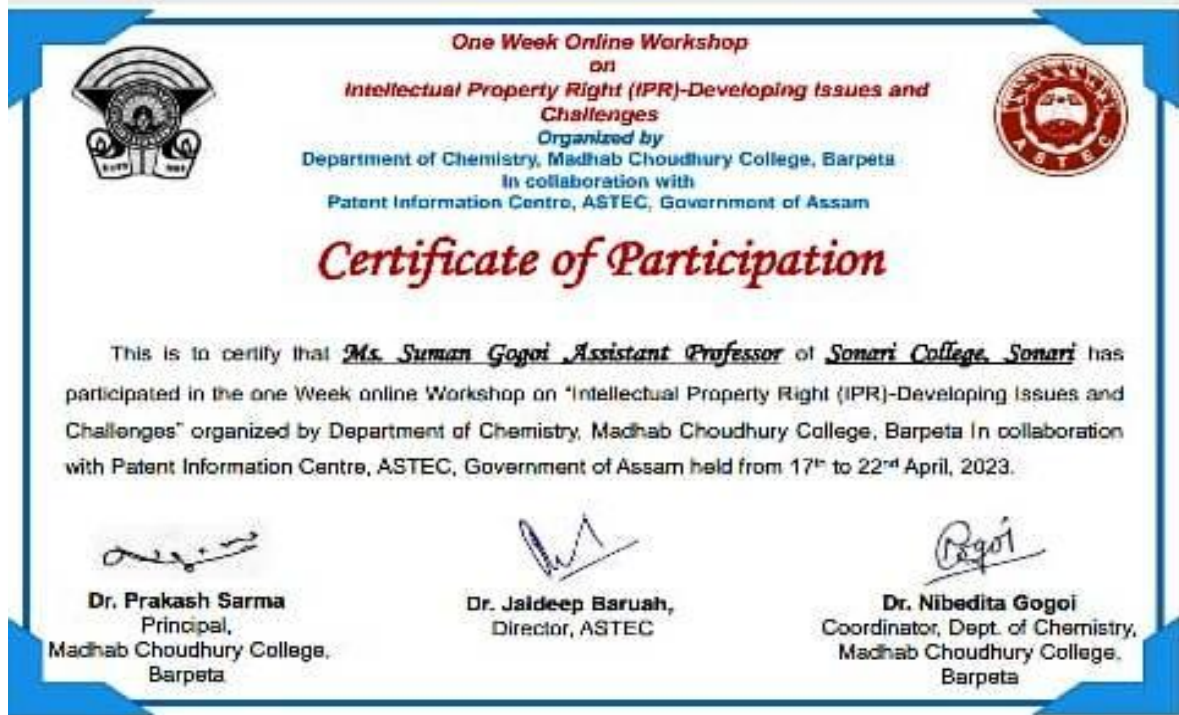 One Week Online Workshop
on
Intellectual Property Right (IPR)-Developing Issues and
Challenges
Organized by
Department of Chemistry, Madhab Choudhury College, Barpeta
In collaboration with
Patent Information Centre, ASTEC, Government of Assam
ASTEC
Certificate of Participation
This is to certify that Ms. Suman Gogoi Assistant Professor of Sonari College, Sonari has
participated in the one Week online Workshop on "Intellectual Property Right (IPR)-Developing Issues and
Challenges" organized by Department of Chemistry, Madhab Choudhury College, Barpeta In collaboration
with Patent Information Centre, ASTEC, Government of Assam held from 17th to 22nd April, 2023.
Gogoi
Dr. Prakash Sarma
Principal,
Madhab Choudhury College,
Barpeta
Dr. Jaideep Baruah,
Director, ASTEC
Dr. Nibedita Gogoi
Coordinator, Dept. of Chemistry,
Madhab Choudhury College,
Barpeta